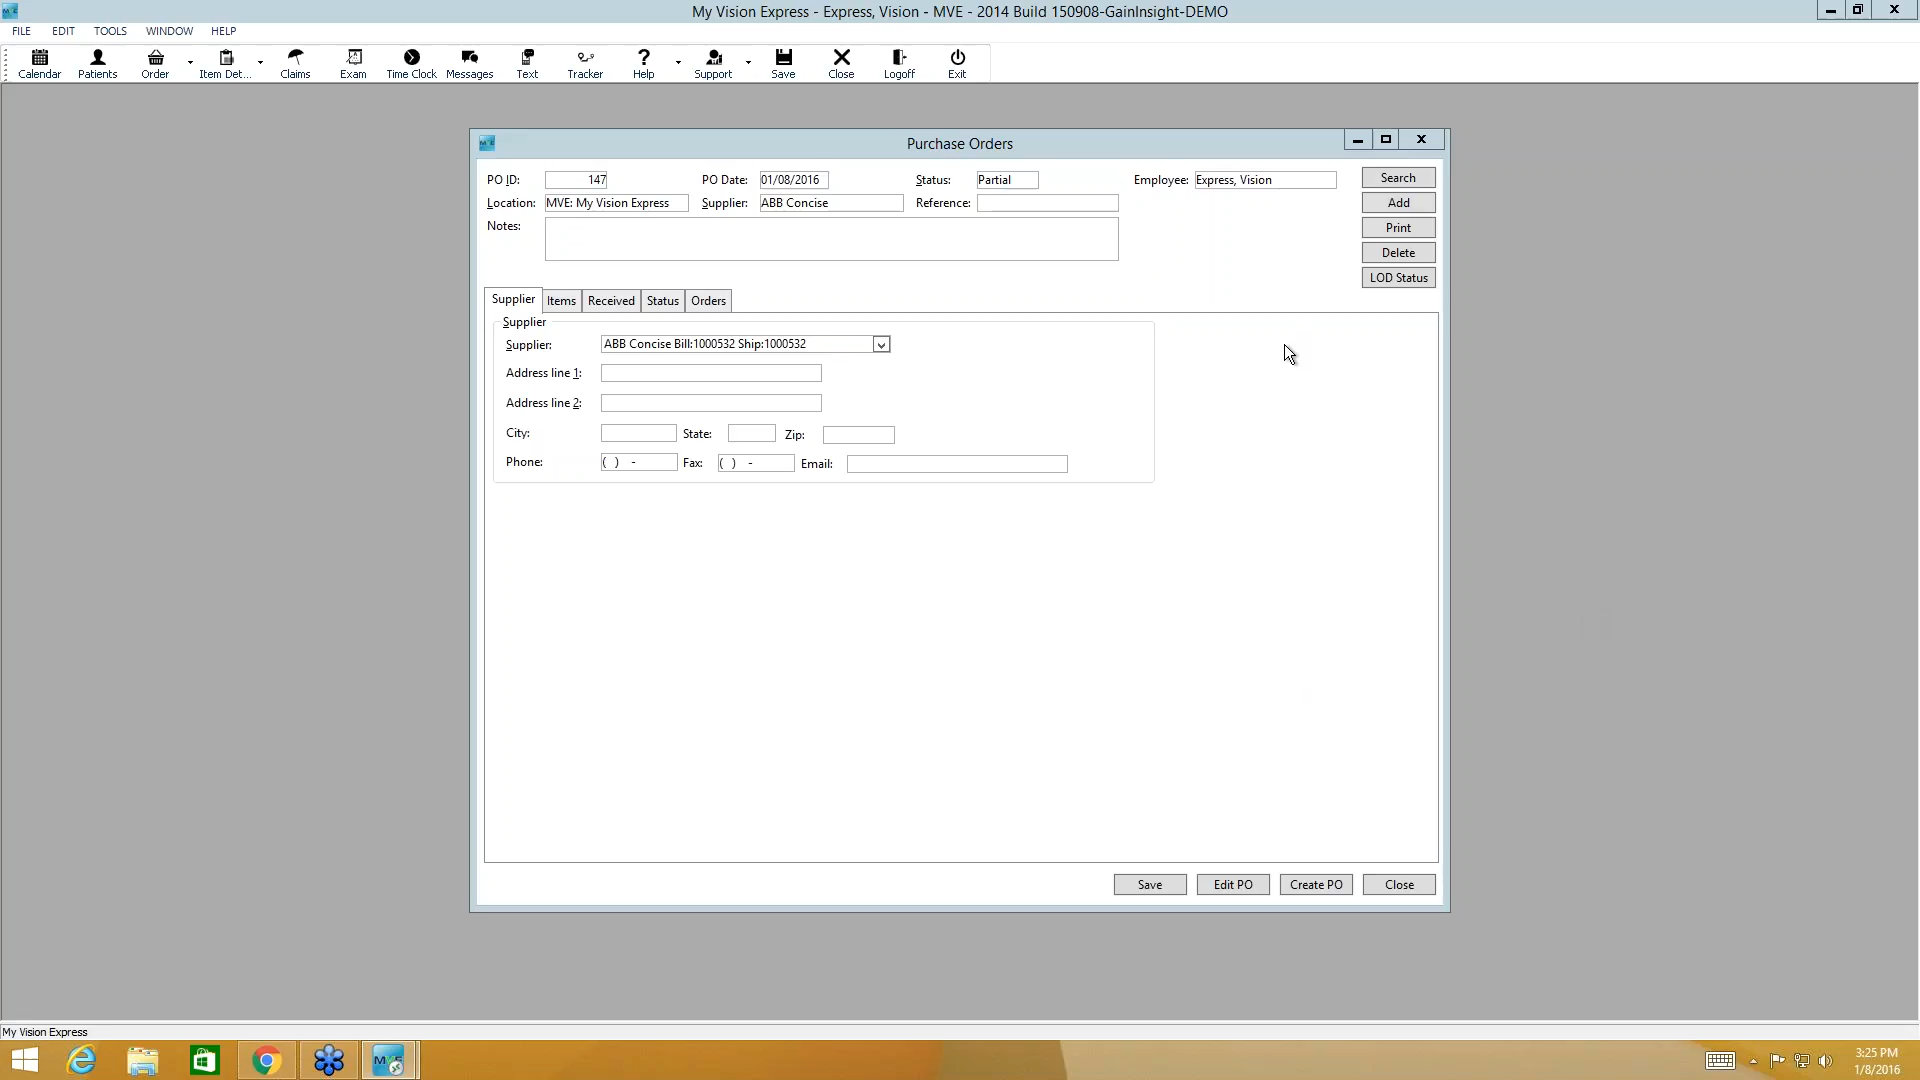 My Vision Express - Express, Vision - MVE - 2014 Build 150908-GainInsight-DEMO
FILE EDIT TOOLS WINDOW HELP
Calendar Patients Order Item Det... Claims Exam Time Clock Messages Text Tracker Help Support Save Close Logoff Exit
Purchase Orders
PO ID: 147 PO Date: 01/08/2016 Status: Partial Employee: Express, Vision Search
Location: MVE: My Vision Express Supplier: ABB Concise Reference: Add
Notes: Print
Delete
LOD Status
Supplier Items Received Status Orders
Supplier
Supplier: ABB Concise Bill:1000532 Ship:1000532
Address line 1:
Address line 2:
City: State: Zip:
Phone: ( ) - Fax: ( ) - Email:
Save Edit PO Create PO Close
My Vision Express
3:25 PM
1/8/2016